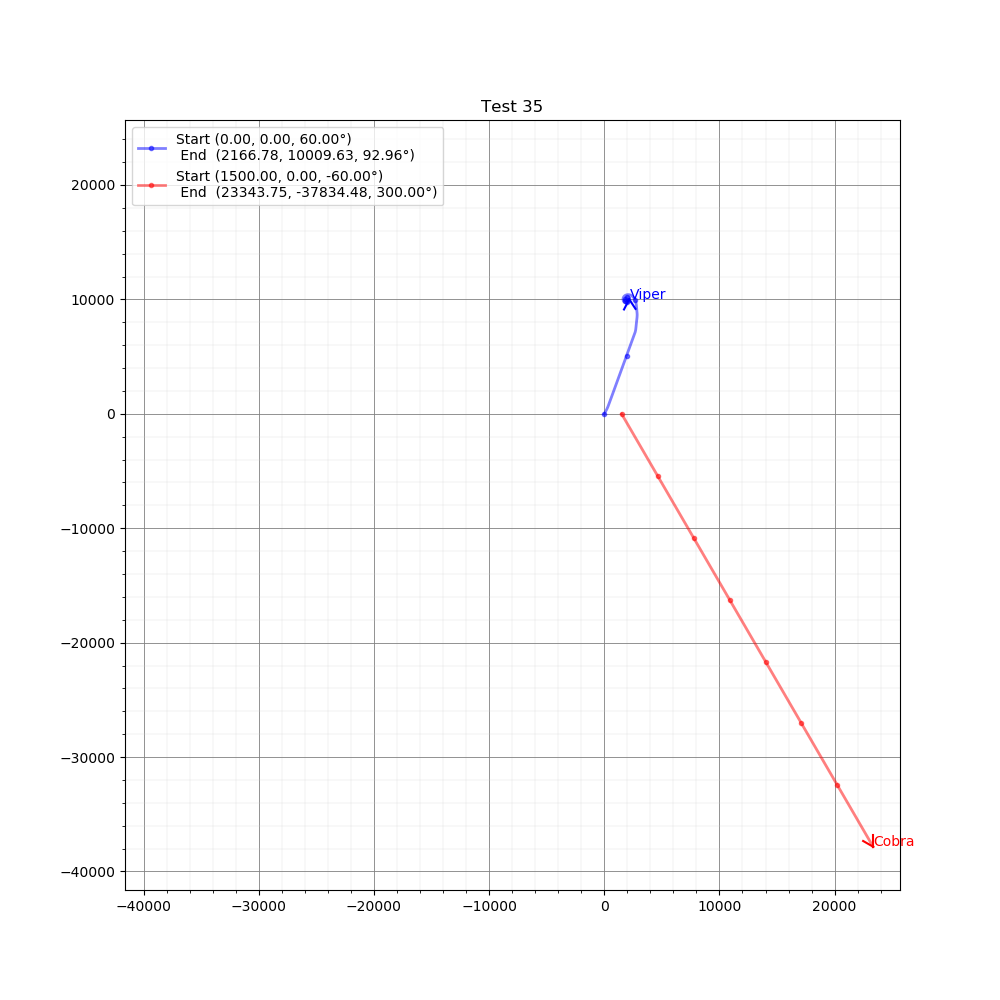 Test 35
Start (0.00, 0.00, 60.00°)
End (2166.78, 10009.63, 92.96°)
Start (1500.00, 0.00, -60.00°)
End (23343.75, -37834.48, 300.00°)
20000
10000
0
−10000
−20000
−30000
−40000
Viper
Cobra
−40000
−30000
−20000
−10000
0
10000
20000